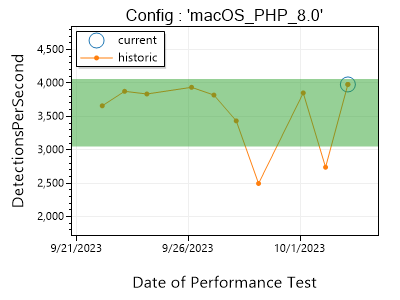 Config : 'macOS_PHP_8.0'
current
historic
DetectionsPerSecond
4,500
4,000
3,500
3,000
2,500
2,000
9/21/2023
9/26/2023
10/1/2023
Date of Performance Test